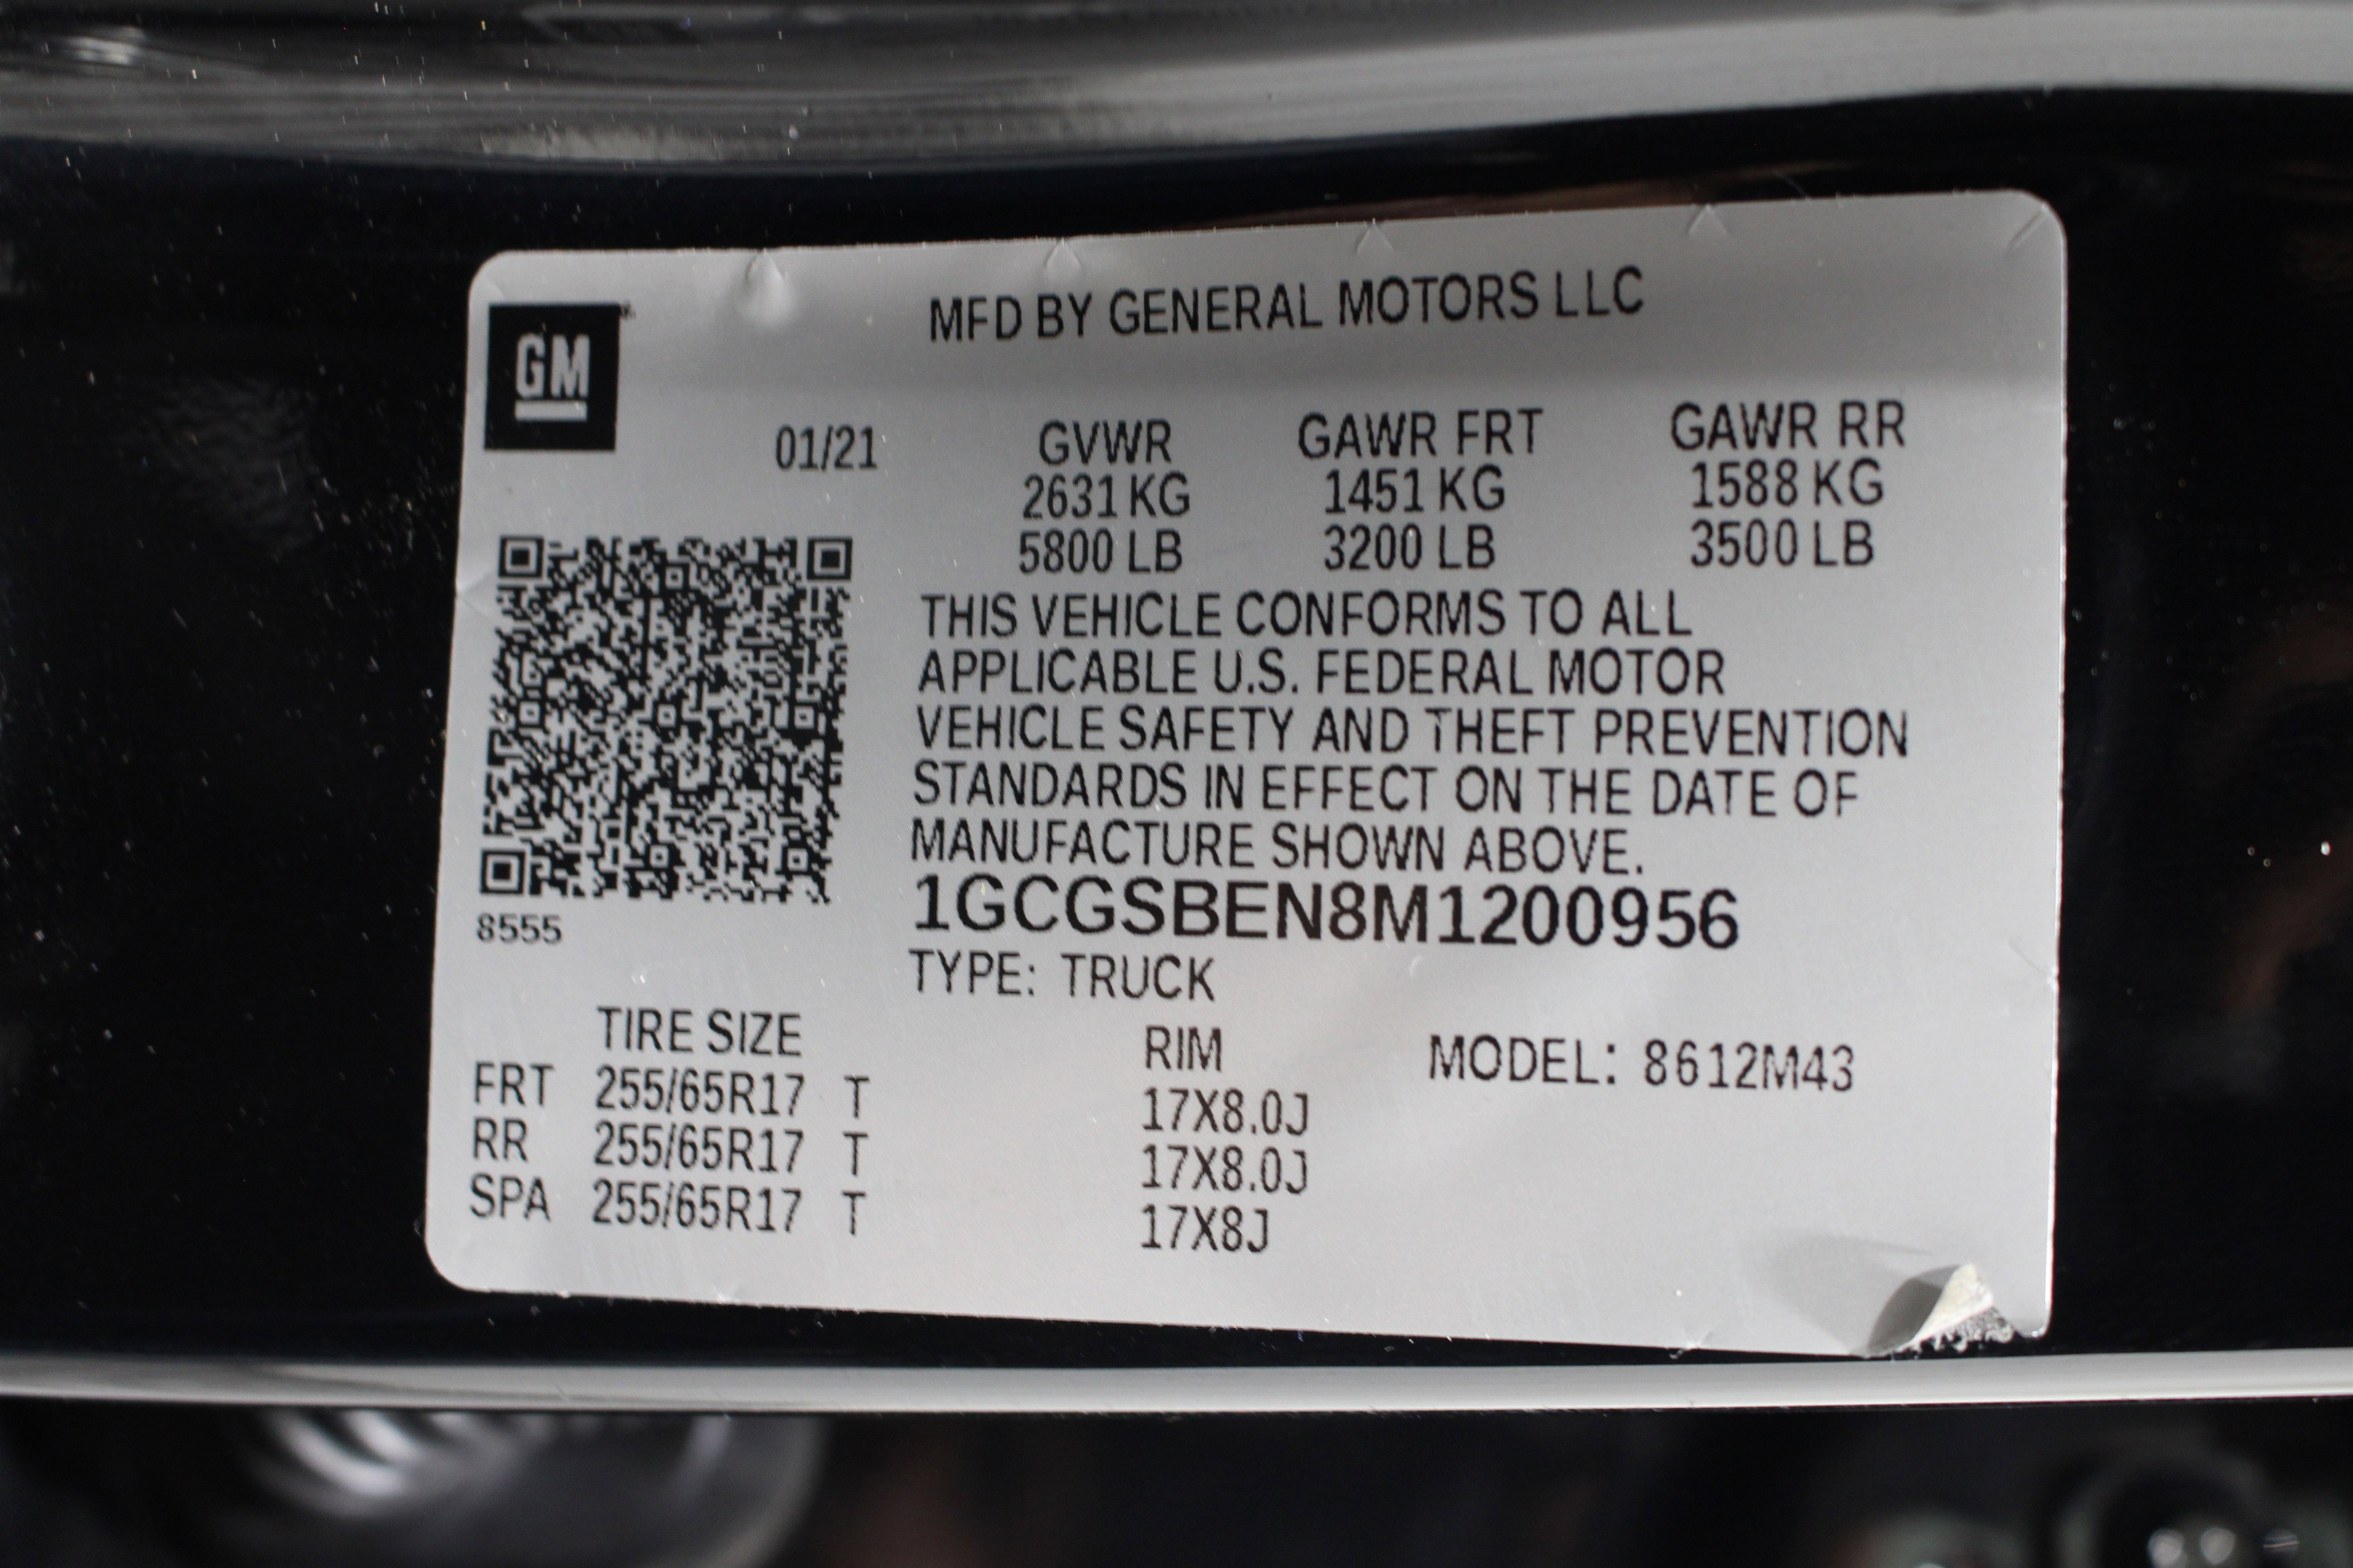 MFD BY GENERAL MOTORS LLC
GM
01/21 GVWR GAWR FRT GAWR RR
2631 KG 1451 KG 1588 KG
5800 LB 3200 LB 3500 LB
THIS VEHICLE CONFORMS TO ALL
APPLICABLE U.S. FEDERAL MOTOR
VEHICLE SAFETY AND THEFT PREVENTION
STANDARDS IN EFFECT ON THE DATE OF
MANUFACTURE SHOWN ABOVE.
8555
1GCGSBEN8M1200956
TYPE: TRUCK
TIRE SIZE RIM MODEL: 8612M43
FRT 255/65R17 T 17X8.0J
RR 255/65R17 T 17X8.0J
SPA 255/65R17 T 17X8J